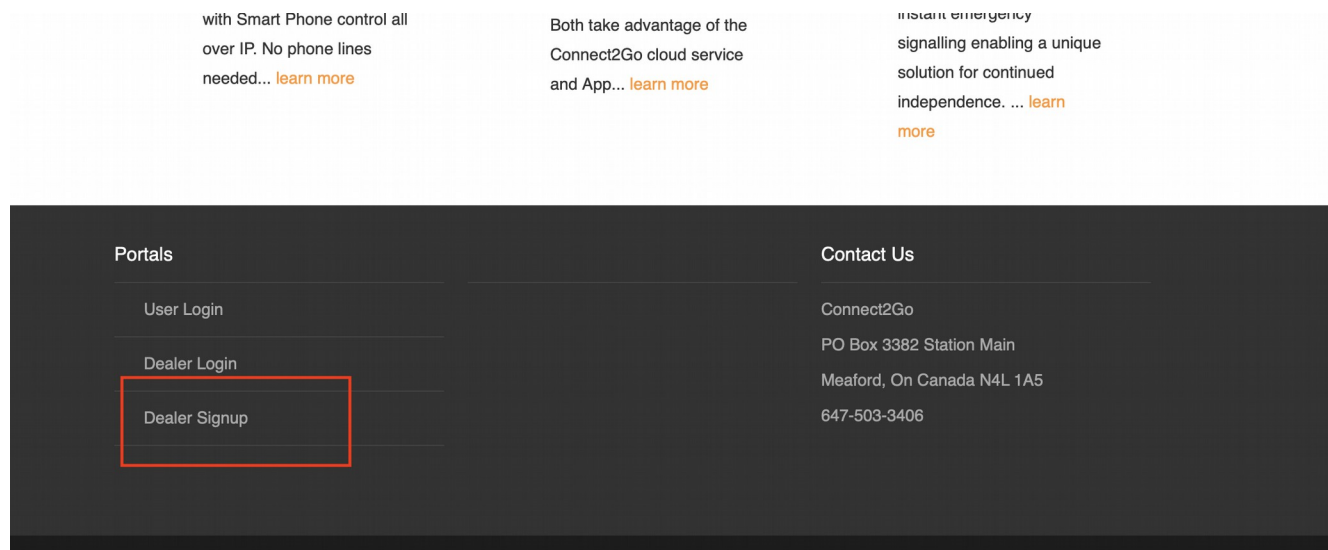 with Smart Phone control all
over IP. No phone lines
needed... learn more
Both take advantage of the
Connect2Go cloud service
and App... learn more
instant emergency
signalling enabling a unique
solution for continued
independence. ... learn
more
Portals
User Login
Dealer Login
Dealer Signup
Contact Us
Connect2Go
PO Box 3382 Station Main
Meaford, On Canada N4L 1A5
647-503-3406